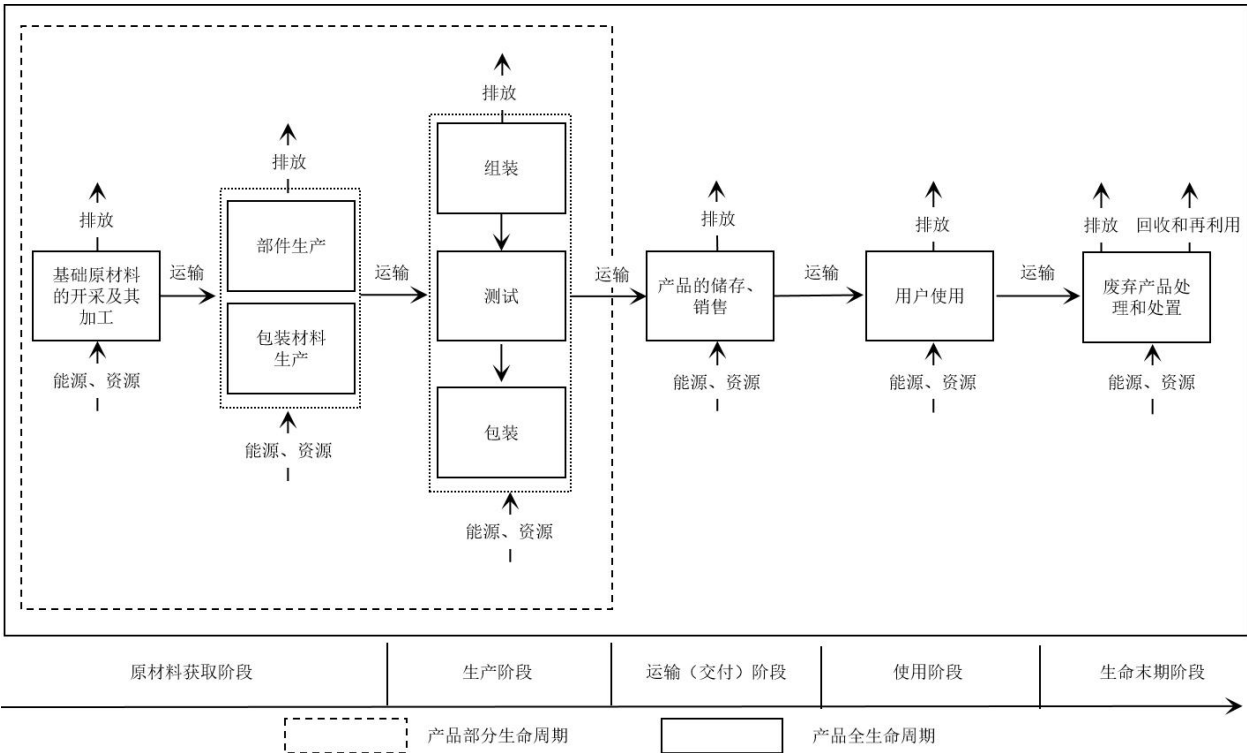 排放
组装
测试
包装
能源、资源
排放
部件生产
包装材料
生产
能源、资源
排放
基础原材料
的开采及其
加工
能源、资源
运输
运输
运输
排放
产品的储存、
销售
能源、资源
运输
排放
用户使用
能源、资源
运输
排放
回收和再利用
废弃产品处
理和处置
能源、资源
原材料获取阶段
生产阶段
运输（交付）阶段
使用阶段
生命末期阶段
产品部分生命周期
产品全生命周期